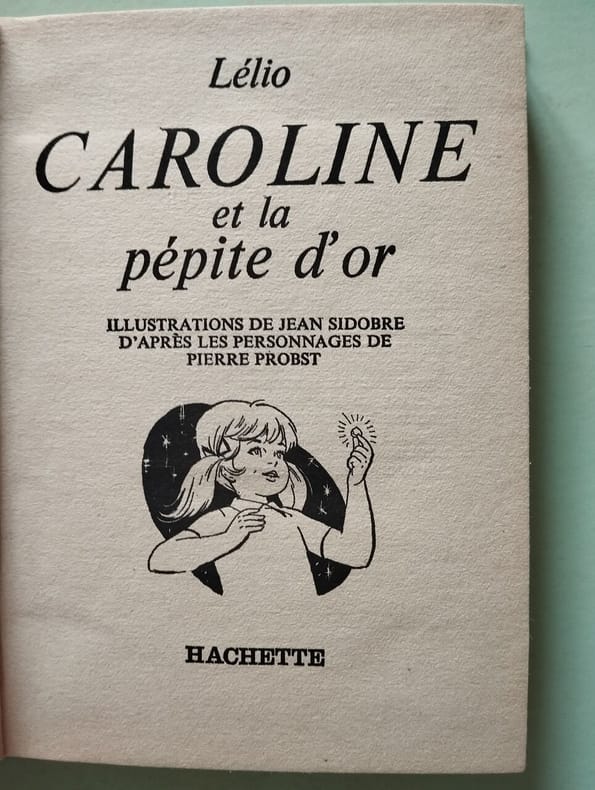 Lélio
CAROLINE
et la
pépite d'or
ILLUSTRATIONS DE JEAN SIDOBRE
D'APRÈS LES PERSONNAGES DE
PIERRE PROBST
HACHETTE